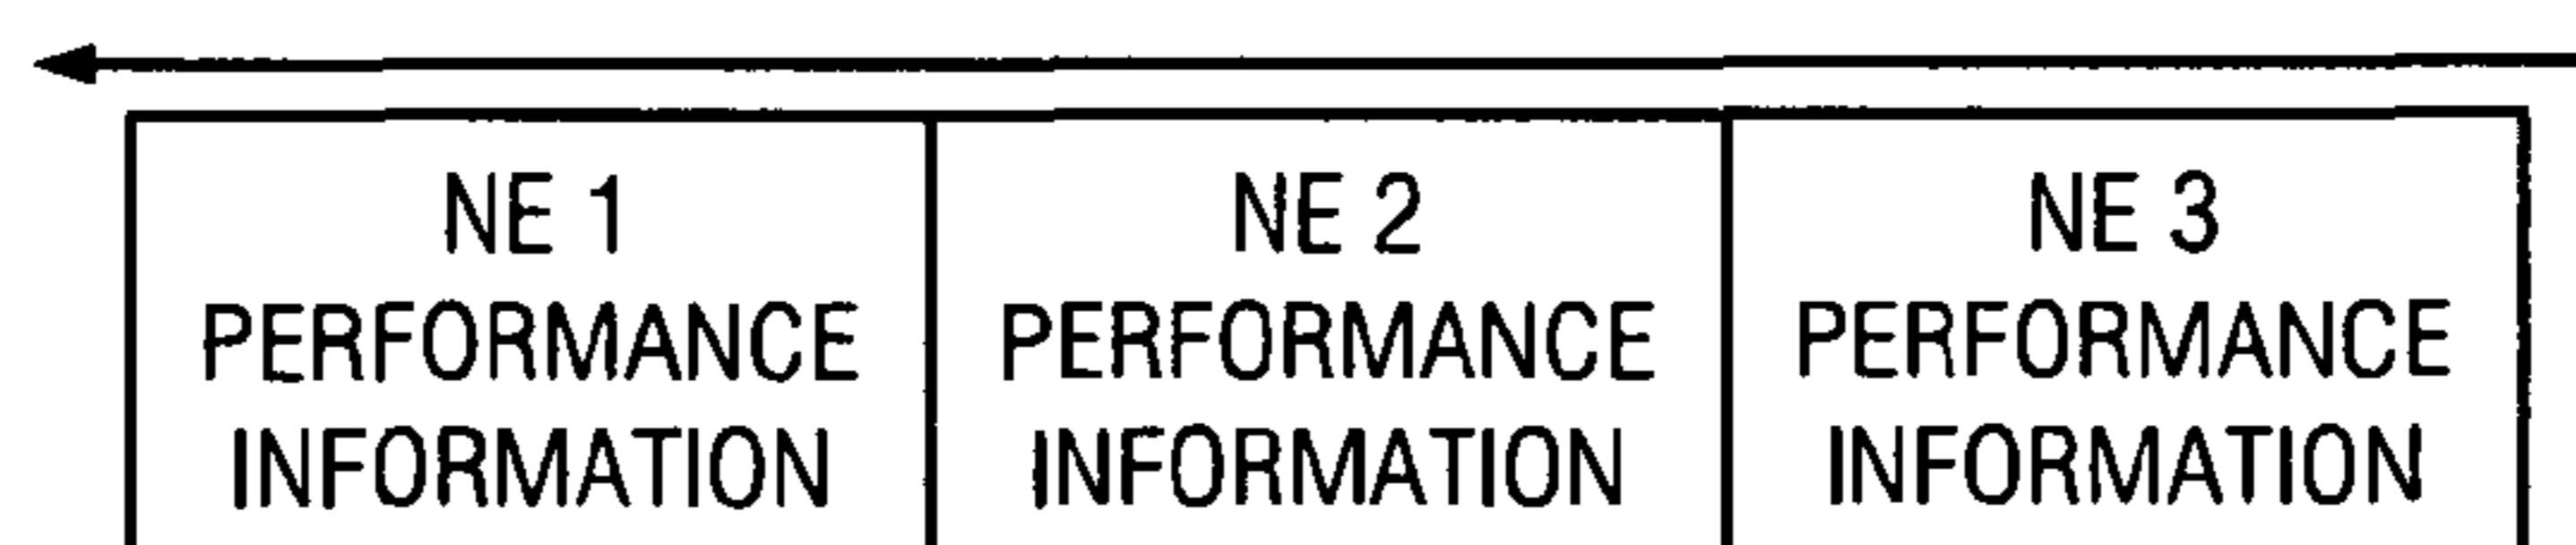 NE 1
PERFORMANCE
INFORMATION
NE 2
PERFORMANCE
INFORMATION
NE 3
PERFORMANCE
INFORMATION